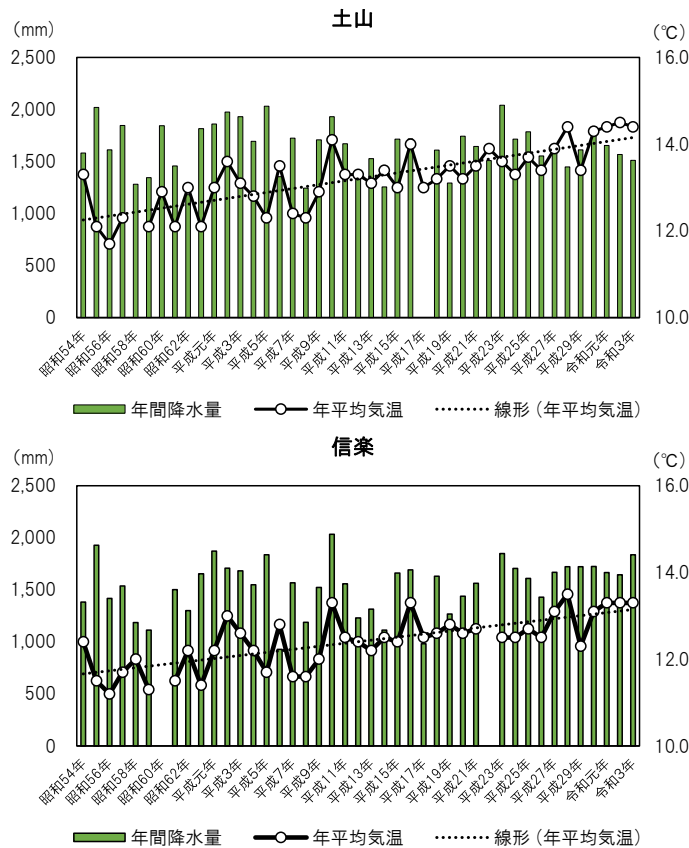 土山
(mm)
(℃)
2,500
2,000
1,500
1,000
500
0
16.0
14.0
12.0
10.0
昭和54年
昭和56年
昭和58年
昭和60年
昭和62年
平成元年
平成3年
平成5年
平成7年
平成9年
平成11年
平成13年
平成15年
平成17年
平成19年
平成21年
平成23年
平成25年
平成27年
平成29年
令和元年
令和3年
年間降水量 年平均気温 線形 (年平均気温)
信楽
(mm)
(℃)
2,500
2,000
1,500
1,000
500
0
16.0
14.0
12.0
10.0
昭和54年
昭和56年
昭和58年
昭和60年
昭和62年
平成元年
平成3年
平成5年
平成7年
平成9年
平成11年
平成13年
平成15年
平成17年
平成19年
平成21年
平成23年
平成25年
平成27年
平成29年
令和元年
令和3年
年間降水量 年平均気温 線形 (年平均気温)